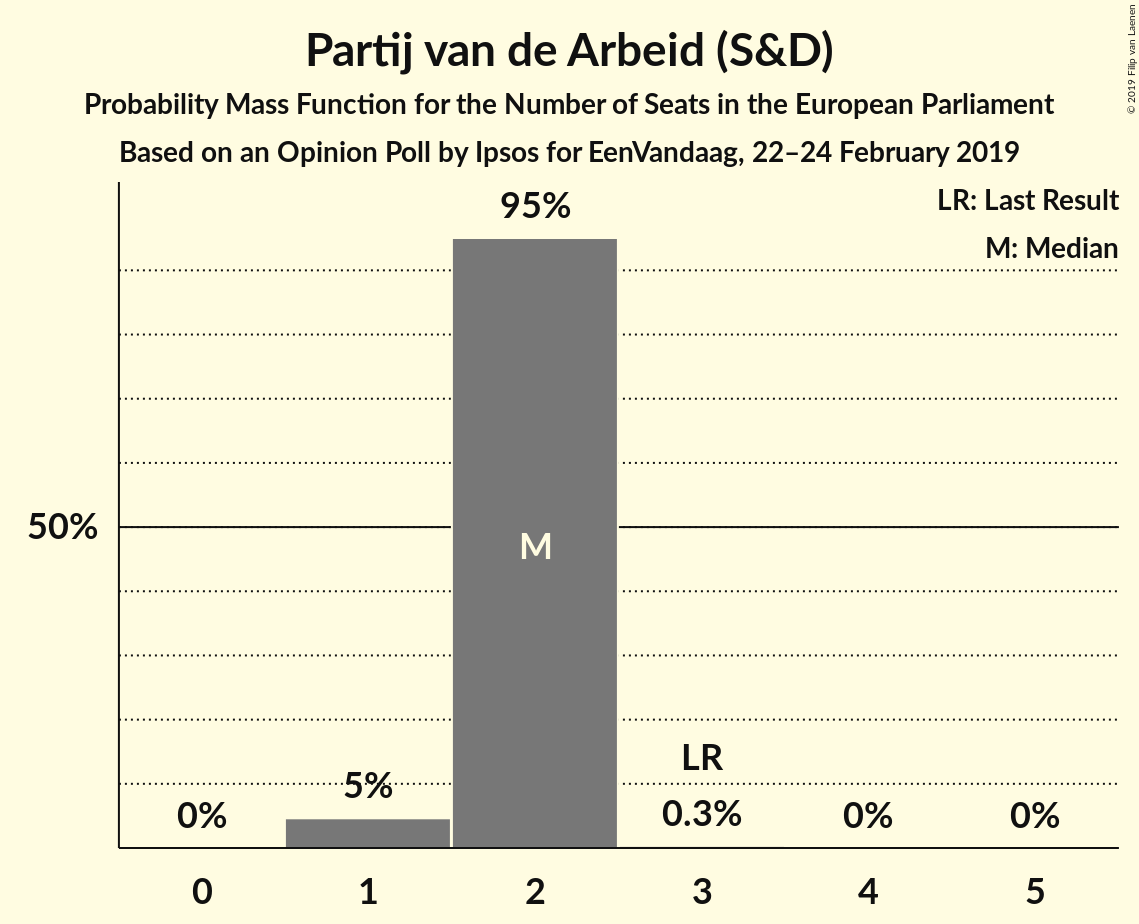 Partij van de Arbeid (S&D)
Probability Mass Function for the Number of Seats in the European Parliament
Based on an Opinion Poll by Ipsos for EenVandaag, 22–24 February 2019
© 2019 Filip van Laenen
LR: Last Result
M: Median
95%
50%
M
LR
0%
5%
0.3%
0%
0%
0
1
2
3
4
5